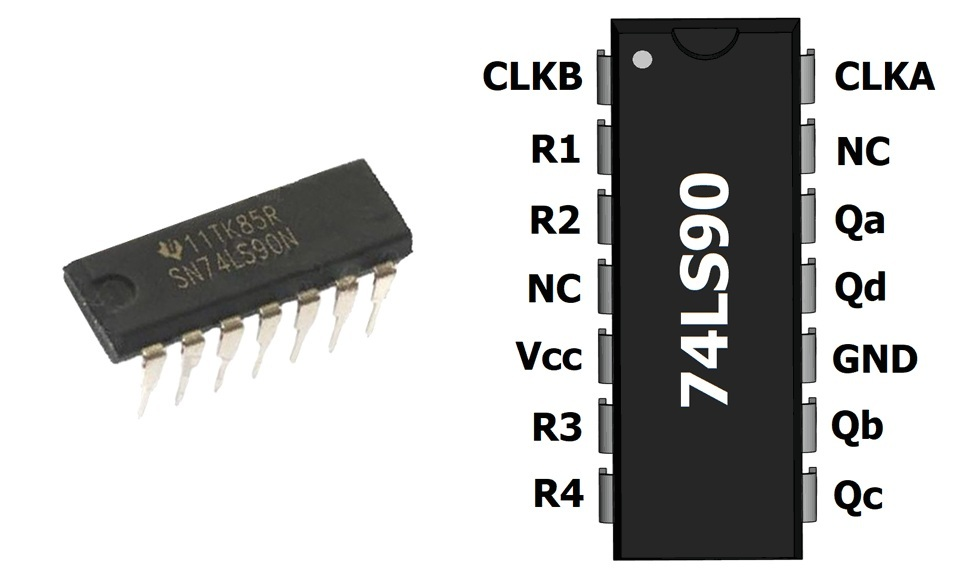 11TK85R
SN74LS90N
CLKB
R1
R2
NC
Vcc
R3
R4
74LS90
CLKA
NC
Qa
Qd
GND
Qb
Qc